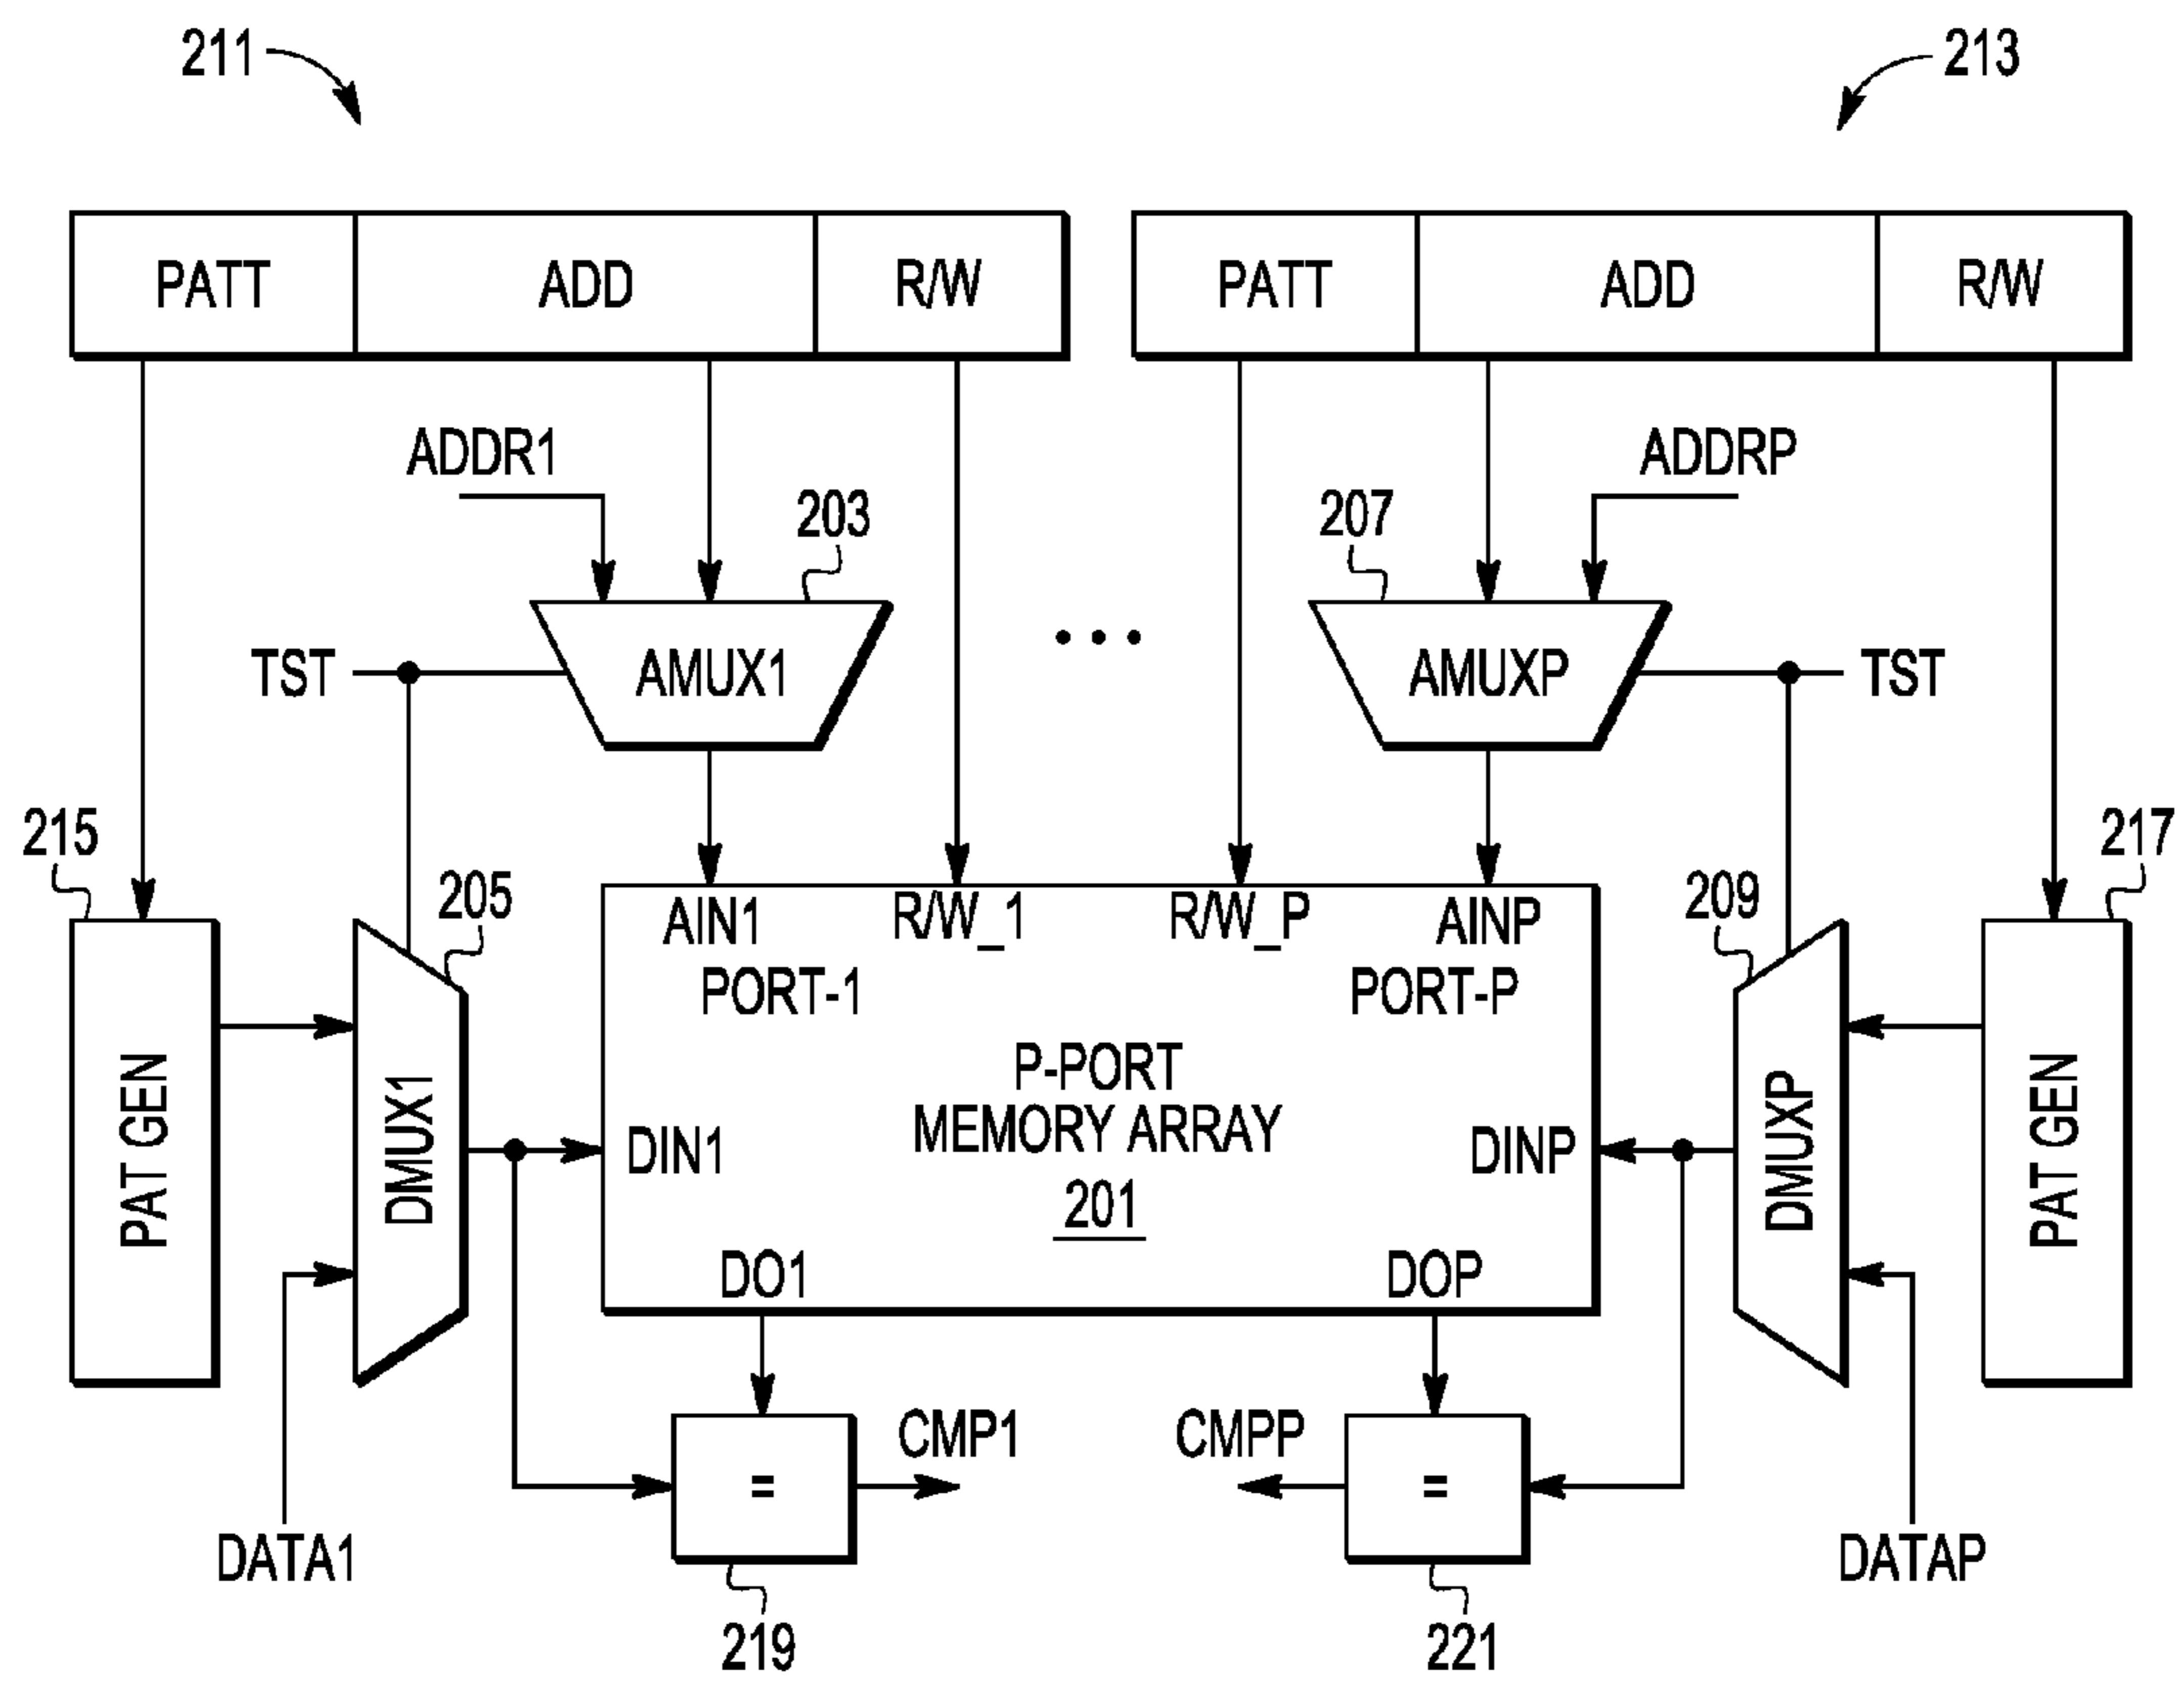 211
213
PATT ADD R/W
PATT ADD R/W
ADDR1
ADDRP
203
207
TST
AMUX1
• • •
AMUXP
TST
215
205
209
217
AIN1 R/W_1 R/W_P AINP
PORT-1 PORT-P
PAT GEN
DMUX1
P-PORT
MEMORY ARRAY
201
DIN1
DINP
DMUXP
PAT GEN
DO1
DOP
=
CMP1
CMPP
=
DATA1
DATAP
219
221